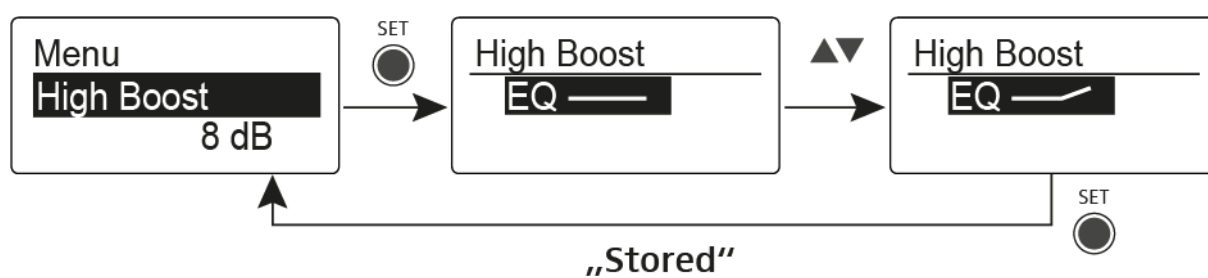 Menu
High Boost
8 dB
SET
High Boost
EQ
High Boost
EQ
SET
„Stored“